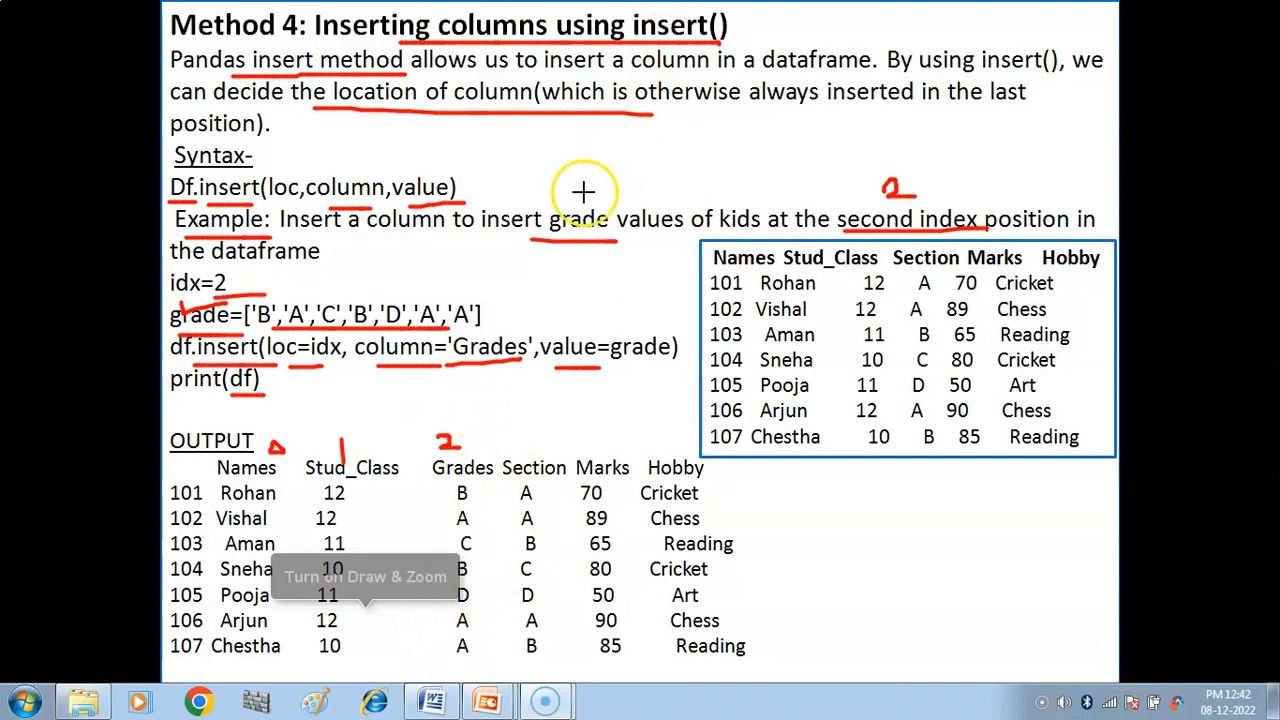 Method 4: Inserting columns using insert()
Pandas insert method allows us to insert a column in a dataframe. By using insert(), we
can decide the location of column(which is otherwise always inserted in the last
position).
Syntax-
Df.insert(loc,column,value)
2
Example: Insert a column to insert grade values of kids at the second index position in
the dataframe
idx=2
grade=['B','A','C','B','D','A','A']
df.insert(loc=idx, column='Grades',value=grade)
print(df)
Names Stud_Class Section Marks Hobby
101 Rohan 12 A 70 Cricket
102 Vishal 12 A 89 Chess
103 Aman 11 B 65 Reading
104 Sneha 10 C 80 Cricket
105 Pooja 11 D 50 Art
106 Arjun 12 A 90 Chess
107 Chestha 10 B 85 Reading
OUTPUT 0 1 2
Names Stud_Class Grades Section Marks Hobby
101 Rohan 12 B A 70 Cricket
102 Vishal 12 A A 89 Chess
103 Aman 11 C B 65 Reading
104 Sneha 10 B C 80 Cricket
Turn on Draw & Zoom
105 Pooja 11 D D 50 Art
106 Arjun 12 A A 90 Chess
107 Chestha 10 A B 85 Reading
PM 12:42
08-12-2022